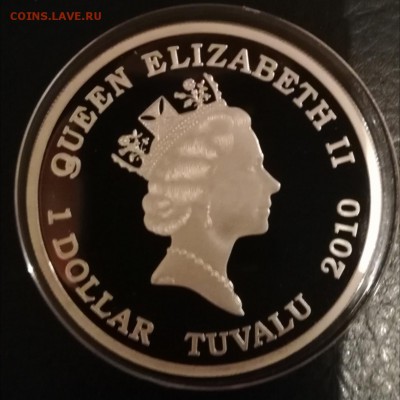 COINS.LAVE.RU
QUEEN ELIZABETH II
1 DOLLAR TUVALU 2010